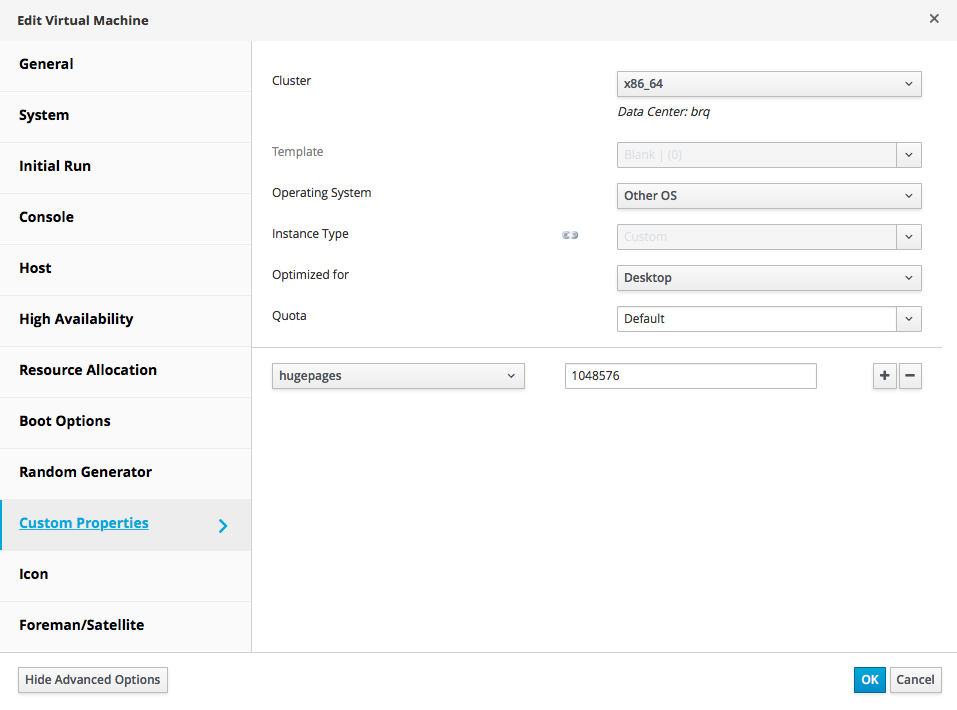 Edit Virtual Machine
General
System
Initial Run
Console
Host
High Availability
Resource Allocation
Boot Options
Random Generator
Custom Properties
Icon
Foreman/Satellite
Cluster
x86_64
Data Center: brq
Template
Blank | (0)
Operating System
Other OS
Instance Type
Custom
Optimized for
Desktop
Quota
Default
hugepages
1048576
Hide Advanced Options
OK
Cancel